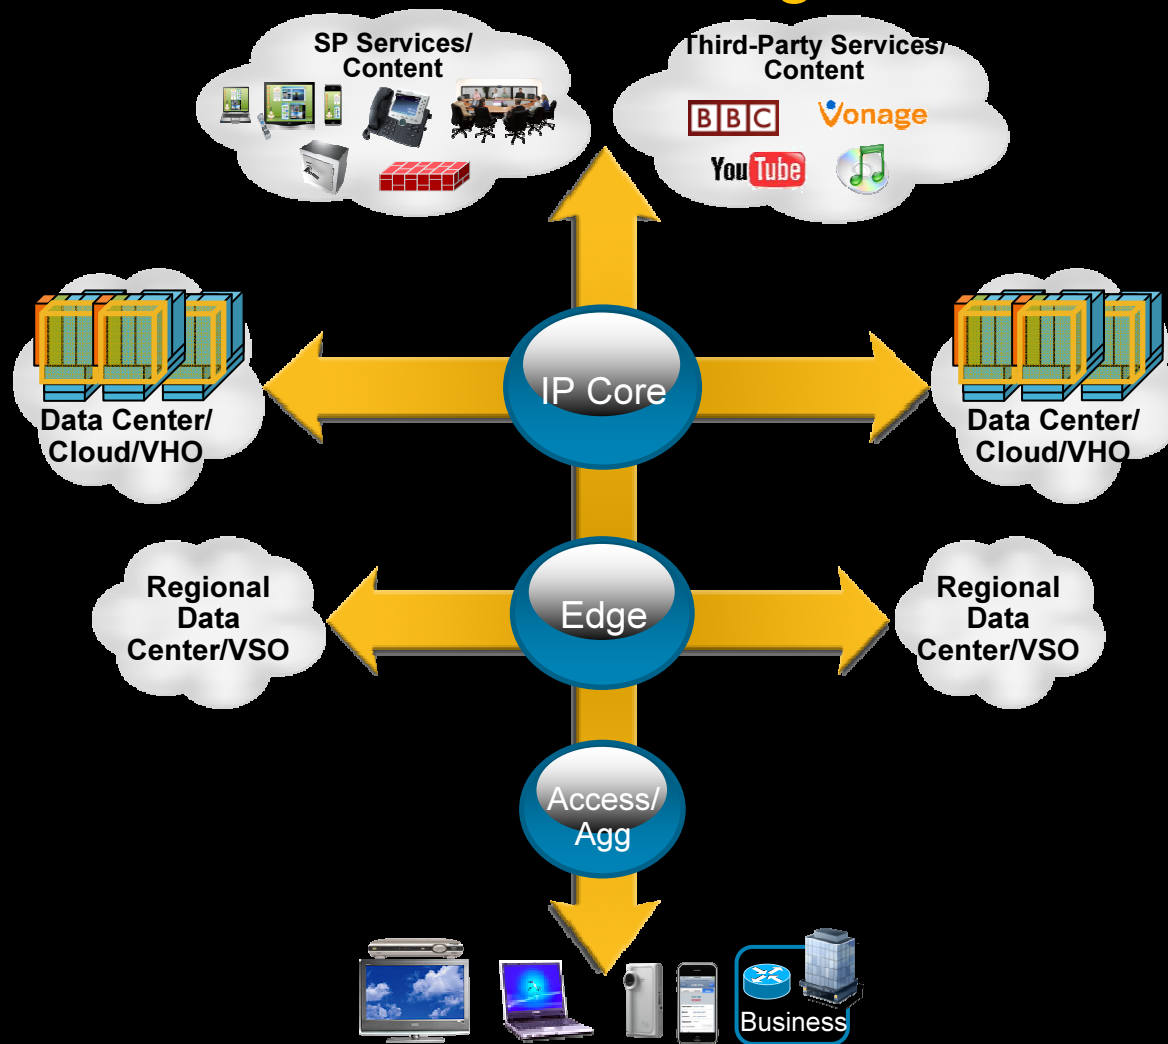 SP Services/
Content
Third-Party Services/
Content
BBC
Vonage
YouTube
IP Core
Data Center/
Cloud/VHO
Data Center/
Cloud/VHO
Regional
Data
Center/VSO
Edge
Regional
Data
Center/VSO
Access/
Agg
Business